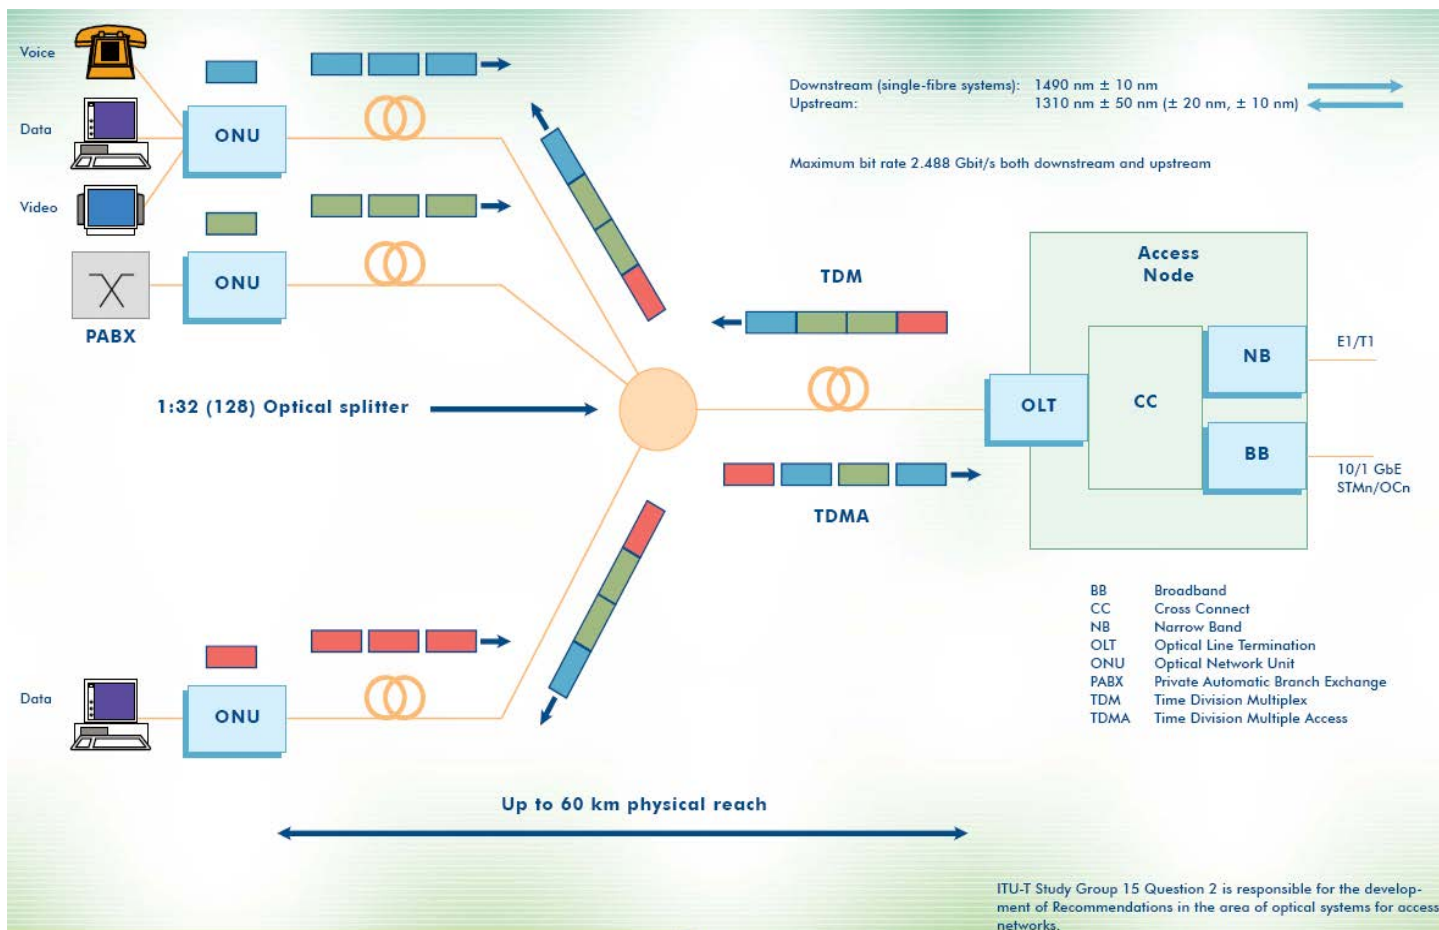 Voice
Data
Video
ONU
ONU
PABX
1:32 (128) Optical splitter
Data
ONU
Downstream (single-fibre systems): 1490 nm ± 10 nm
Upstream: 1310 nm ± 50 nm (± 20 nm, ± 10 nm)
Maximum bit rate 2.488 Gbit/s both downstream and upstream
TDM
TDMA
Access
Node
OLT
CC
NB
BB
E1/T1
10/1 GbE
STMn/OCn
BB Broadband
CC Cross Connect
NB Narrow Band
OLT Optical Line Termination
ONU Optical Network Unit
PABX Private Automatic Branch Exchange
TDM Time Division Multiplex
TDMA Time Division Multiple Access
Up to 60 km physical reach
ITU-T Study Group 15 Question 2 is responsible for the develop-
ment of Recommendations in the area of optical systems for access
networks.